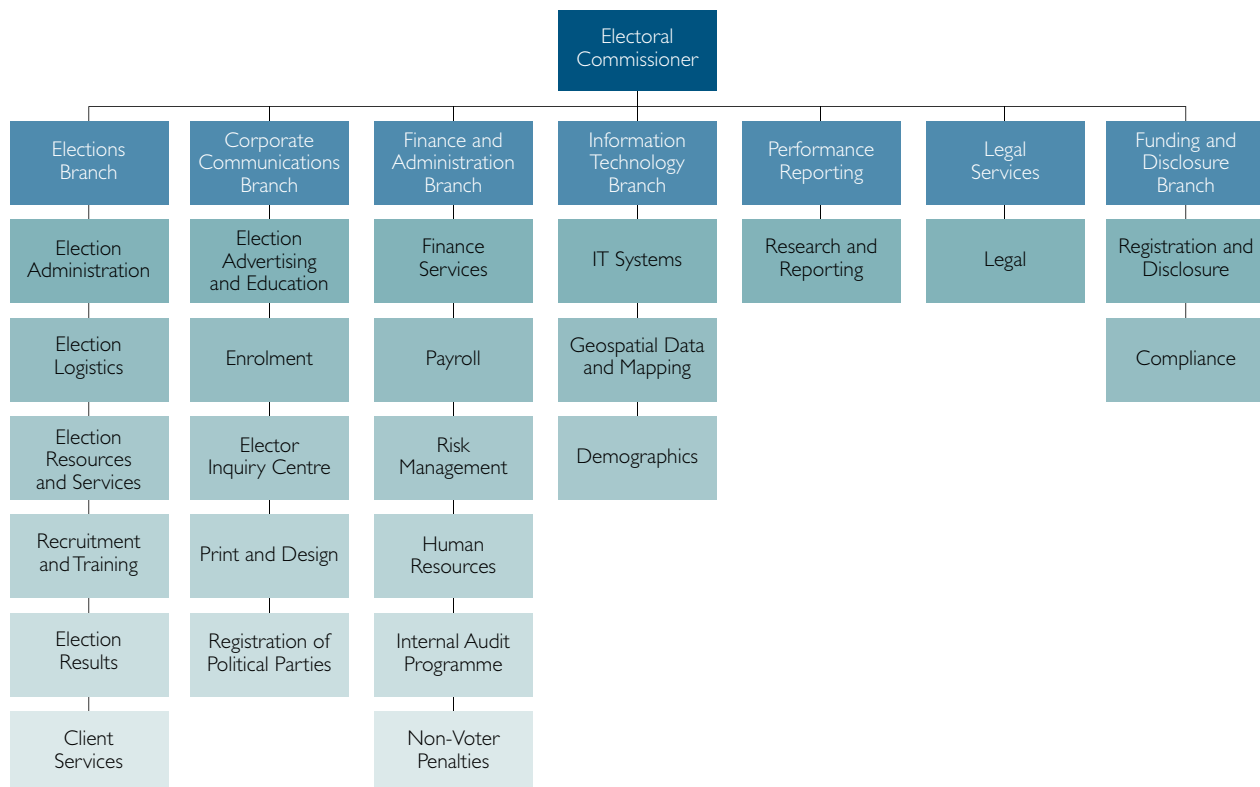 Electoral
Commissioner
Elections
Branch
Corporate
Communications
Branch
Finance and
Administration
Branch
Information
Technology
Branch
Performance
Reporting
Legal
Services
Funding and
Disclosure
Branch
Election
Administration
Election
Advertising
and Education
Finance
Services
IT Systems
Research and
Reporting
Legal
Registration and
Disclosure
Election
Logistics
Enrolment
Payroll
Geospatial Data
and Mapping
Compliance
Election
Resources
and Services
Elector
Inquiry Centre
Risk
Management
Demographics
Recruitment
and Training
Print and Design
Human
Resources
Election
Results
Registration of
Political Parties
Internal Audit
Programme
Client
Services
Non-Voter
Penalties